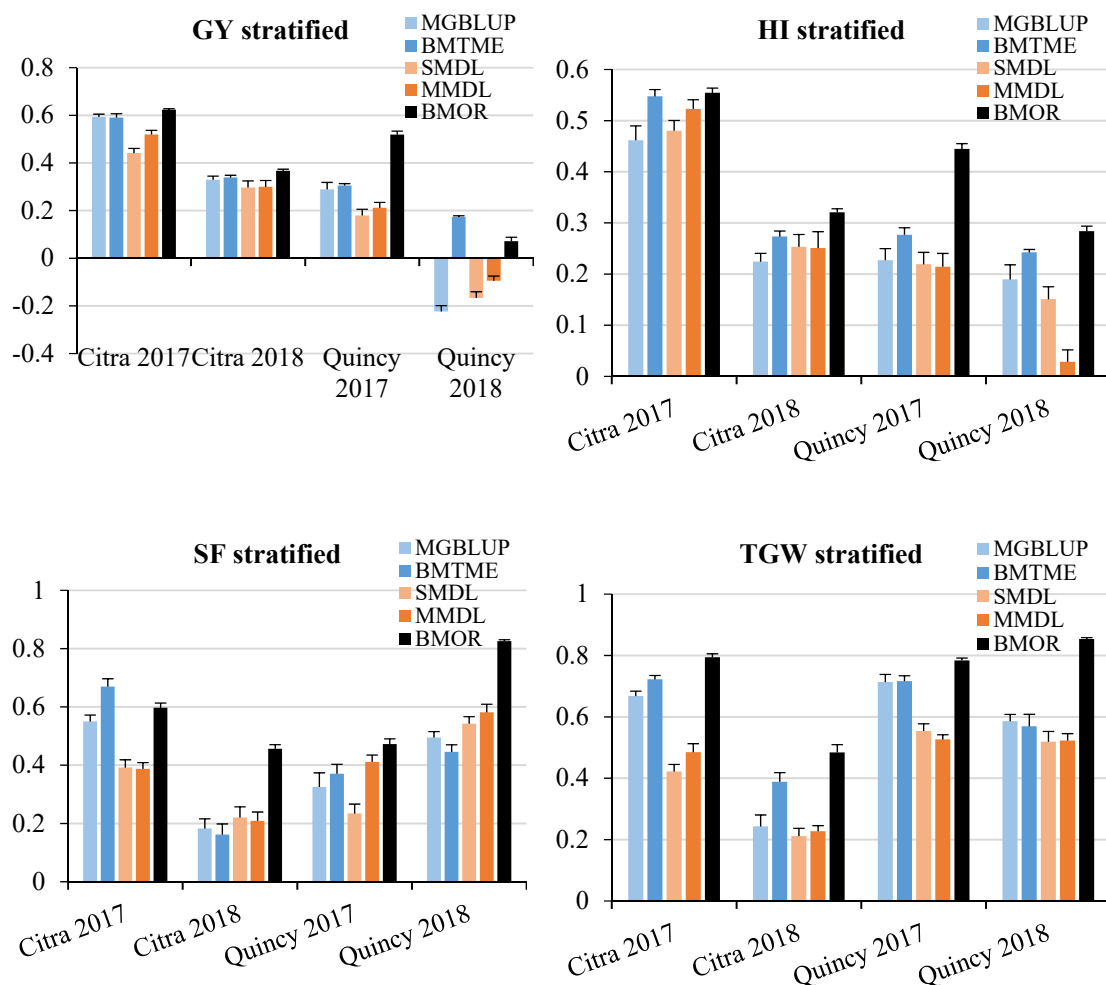 GY stratified
MGBLUP
BMTME
SMDL
MMDL
BMOR
0.8
0.6
0.4
0.2
0
-0.2
-0.4
Citra 2017
Citra 2018
Quincy
2017
Quincy
2018
HI stratified
MGBLUP
BMTME
SMDL
MMDL
BMOR
0.6
0.5
0.4
0.3
0.2
0.1
0
Citra 2017
Citra 2018
Quincy 2017
Quincy 2018
SF stratified
MGBLUP
BMTME
SMDL
MMDL
BMOR
1
0.8
0.6
0.4
0.2
0
Citra 2017
Citra 2018
Quincy 2017
Quincy 2018
TGW stratified
MGBLUP
BMTME
SMDL
MMDL
BMOR
1
0.8
0.6
0.4
0.2
0
Citra 2017
Citra 2018
Quincy 2017
Quincy 2018